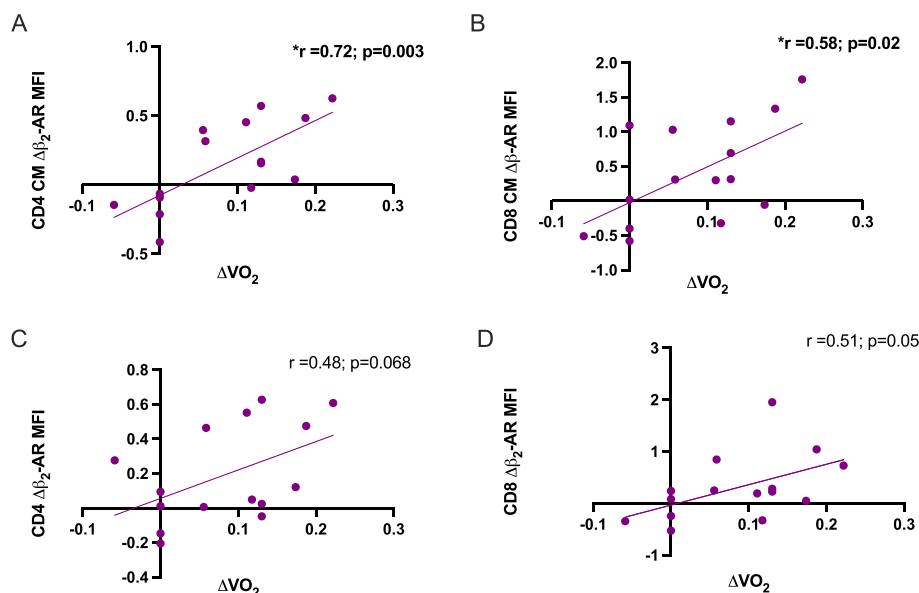 A
*r =0.72; p=0.003
CD4 CM Δβ2-AR MFI
1.0
0.5
-0.5
-0.1
0.1
0.2
0.3
ΔVO2
B
*r =0.58; p=0.02
CD8 CM Δβ-AR MFI
2.0
1.5
1.0
0.5
-0.5
-1.0
-0.1
0.1
0.2
0.3
ΔVO2
C
r =0.48; p=0.068
CD4 Δβ2-AR MFI
0.8
0.6
0.4
0.2
-0.2
-0.4
-0.1
0.1
0.2
0.3
ΔVO2
D
r =0.51; p=0.05
CD8 Δβ2-AR MFI
3
2
1
-1
-0.1
0.1
0.2
0.3
ΔVO2